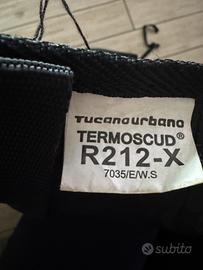 Tucanourbano
TERMOSCUD®
R212-X
7035/E/W.S
subito